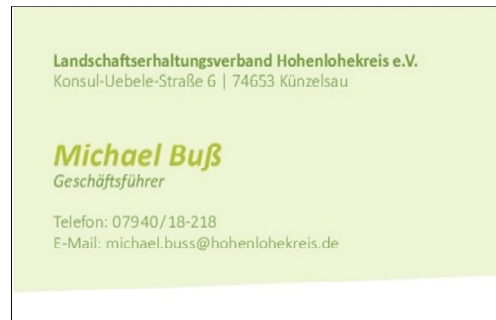 Landschaftserhaltungsverband Hohenlohekreis e.V.
Konsul-Uebele-Straße 6 | 74653 Künzelsau
Michael Buß
Geschäftsführer
Telefon: 07940/18-218
E-Mail: michael.buss@hohenlohekreis.de